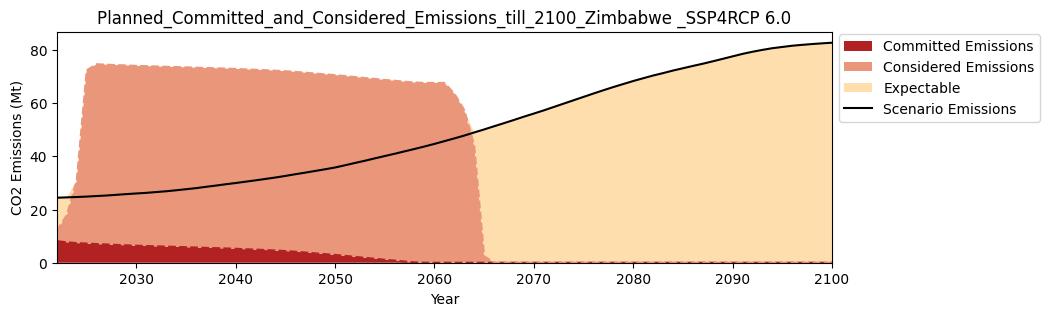 Planned_Committed_and_Considered_Emissions_till_2100_Zimbabwe _SSP4RCP 6.0
Committed Emissions
Considered Emissions
Expectable
Scenario Emissions
CO2 Emissions (Mt)
80
60
40
20
0
2030 2040 2050 2060 2070 2080 2090 2100
Year